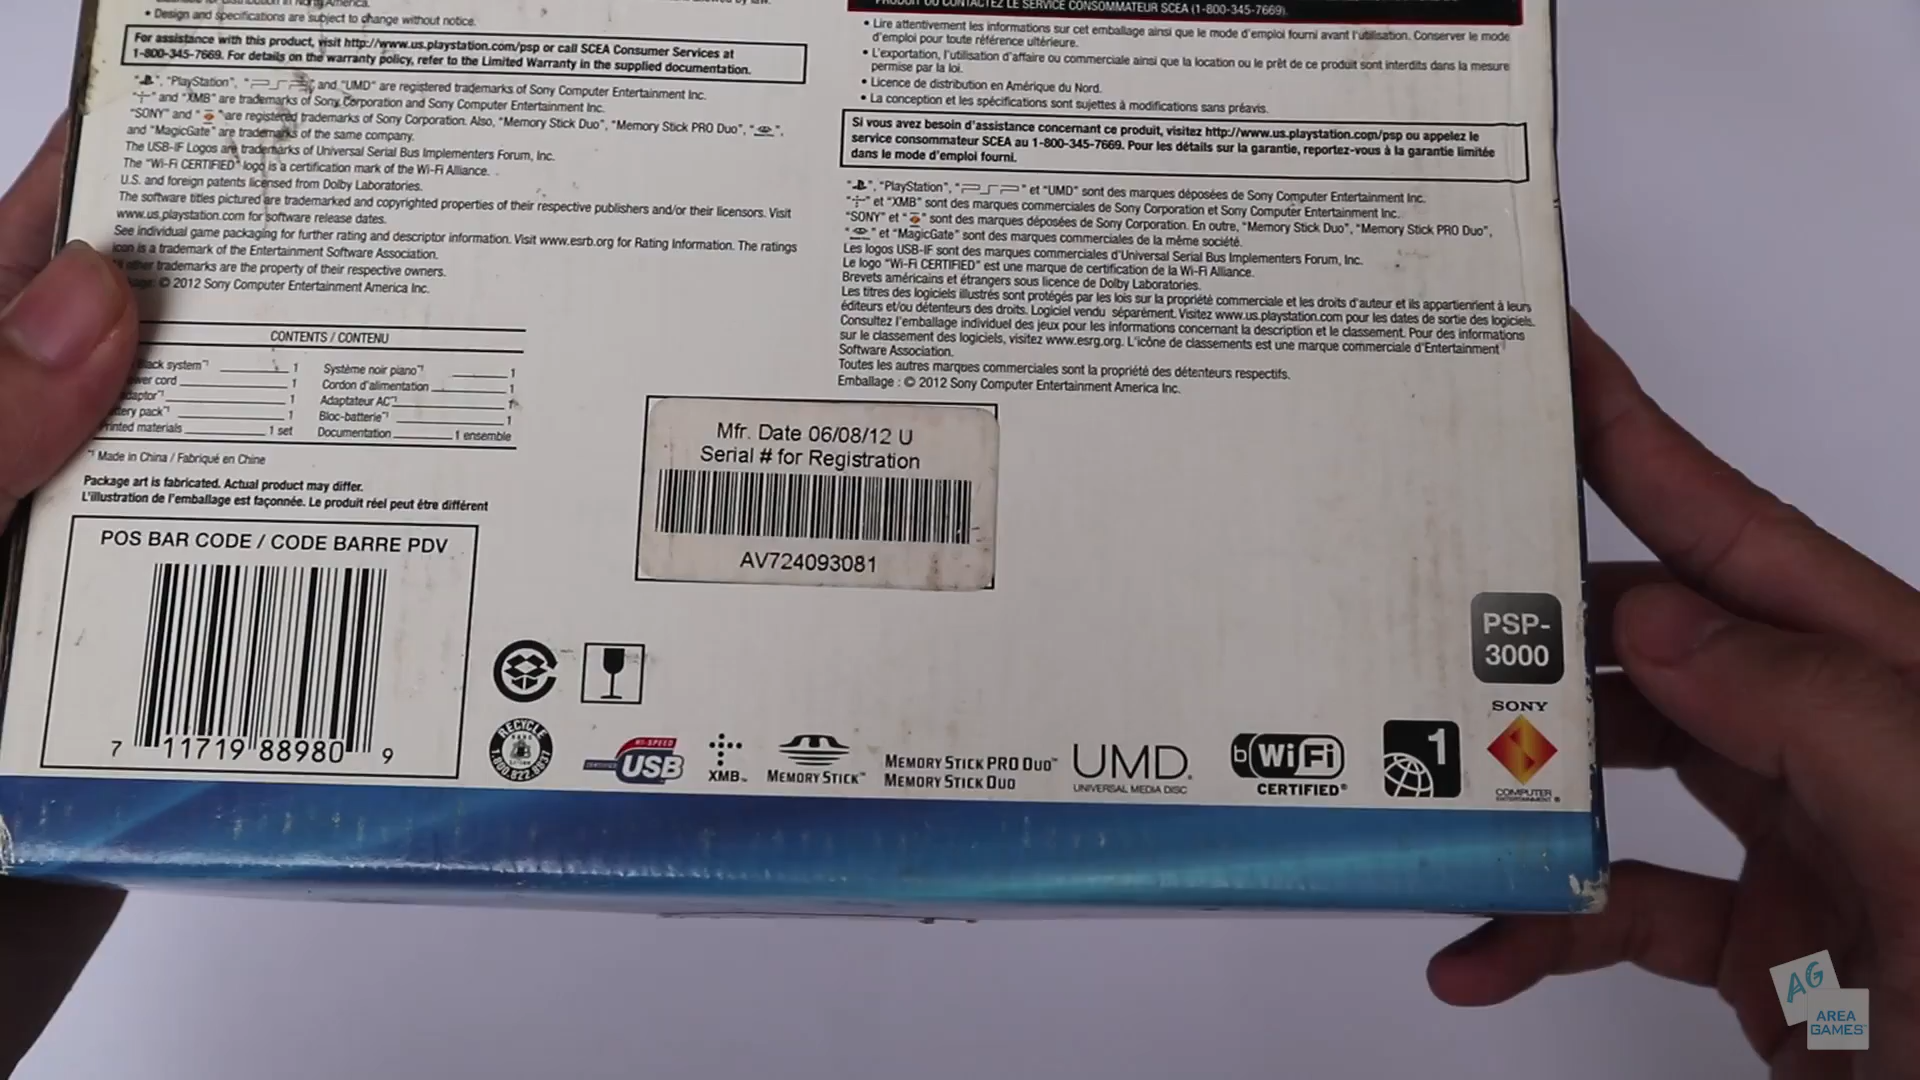 • Design and specifications are subject to change without notice.
For assistance with this product, visit http://www.us.playstation.com/psp or call SCEA Consumer Services at
1-800-345-7669. For details on the warranty policy, refer to the Limited Warranty in the supplied documentation.
"PlayStation", and "UMD" are registered trademarks of Sony Computer Entertainment Inc.
and "XMB" are trademarks of Sony Corporation and Sony Computer Entertainment Inc.
"SONY" and " " are registered trademarks of Sony Corporation. Also, "Memory Stick Duo", "Memory Stick PRO Duo", " ",
and "MagicGate" are trademarks of the same company.
The USB-IF Logos are trademarks of Universal Serial Bus Implementers Forum, Inc.
The "Wi-Fi CERTIFIED" logo is a certification mark of the Wi-Fi Alliance.
U.S. and foreign patents licensed from Dolby Laboratories.
The software titles pictured are trademarked and copyrighted properties of their respective publishers and/or their licensors. Visit
www.us.playstation.com for software release dates.
See individual game packaging for further rating and descriptor information. Visit www.esrb.org for Rating Information. The ratings
icon is a trademark of the Entertainment Software Association.
other trademarks are the property of their respective owners.
© 2012 Sony Computer Entertainment America Inc.
CONTENTS / CONTENU
Black system*1 1 Système noir piano*1 1
cord 1 Cordon d'alimentation 1
1 Adaptateur AC*1 1
pack*1 1 Bloc-batterie*1 1
Printed materials 1 set Documentation 1 ensemble
*1 Made in China / Fabriqué en Chine
Package art is fabricated. Actual product may differ.
L'illustration de l'emballage est façonnée. Le produit réel peut être différent
POS BAR CODE / CODE BARRE PDV
7 11719 88980 9
PRODUIT OU CONTACTEZ LE SERVICE CONSOMMATEUR SCEA (1-800-345-7669).
• Lire attentivement les informations sur cet emballage ainsi que le mode d'emploi fourni avant l'utilisation. Conserver le mode
d'emploi pour toute référence ultérieure.
• L'exportation, l'utilisation d'affaire ou commerciale ainsi que la location ou le prêt de ce produit sont interdits dans la mesure
permise par la loi.
• Licence de distribution en Amérique du Nord.
• La conception et les spécifications sont sujettes à modifications sans préavis.
Si vous avez besoin d'assistance concernant ce produit, visitez http://www.us.playstation.com/psp ou appelez le
service consommateur SCEA au 1-800-345-7669. Pour les détails sur la garantie, reportez-vous à la garantie limitée
dans le mode d'emploi fourni.
" ", "PlayStation", "PSP" et "UMD" sont des marques déposées de Sony Computer Entertainment Inc.
" " et "XMB" sont des marques commerciales de Sony Corporation et Sony Computer Entertainment Inc.
"SONY" et " " sont des marques déposées de Sony Corporation. En outre, "Memory Stick Duo", "Memory Stick PRO Duo",
" " et "MagicGate" sont des marques commerciales de la même société.
Les logos USB-IF sont des marques commerciales d'Universal Serial Bus Implementers Forum, Inc.
Le logo "Wi-Fi CERTIFIED" est une marque de certification de la Wi-Fi Alliance.
Brevets américains et étrangers sous licence de Dolby Laboratories.
Les titres des logiciels illustrés sont protégés par les lois sur la propriété commerciale et les droits d'auteur et ils appartiennent à leurs
éditeurs et/ou détenteurs des droits. Logiciel vendu séparément. Visitez www.us.playstation.com pour les dates de sortie des logiciels.
Consultez l'emballage individuel des jeux pour les informations concernant la description et le classement. Pour des informations
sur le classement des logiciels, visitez www.esrg.org. L'icône de classements est une marque commerciale d'Entertainment
Software Association.
Toutes les autres marques commerciales sont la propriété des détenteurs respectifs.
Emballage : © 2012 Sony Computer Entertainment America Inc.
Mfr. Date 06/08/12 U
Serial # for Registration
AV724093081
PSP-
3000
SONY
COMPUTER
ENTERTAINMENT®
RECYCLE
1.800.822.8837
HI-SPEED
CERTIFIED USB
XMB™
MEMORY STICK™
MEMORY STICK PRO DUO™
MEMORY STICK DUO
UMD
UNIVERSAL MEDIA DISC
b WiFi
CERTIFIED®
1
AG
AREA
GAMES